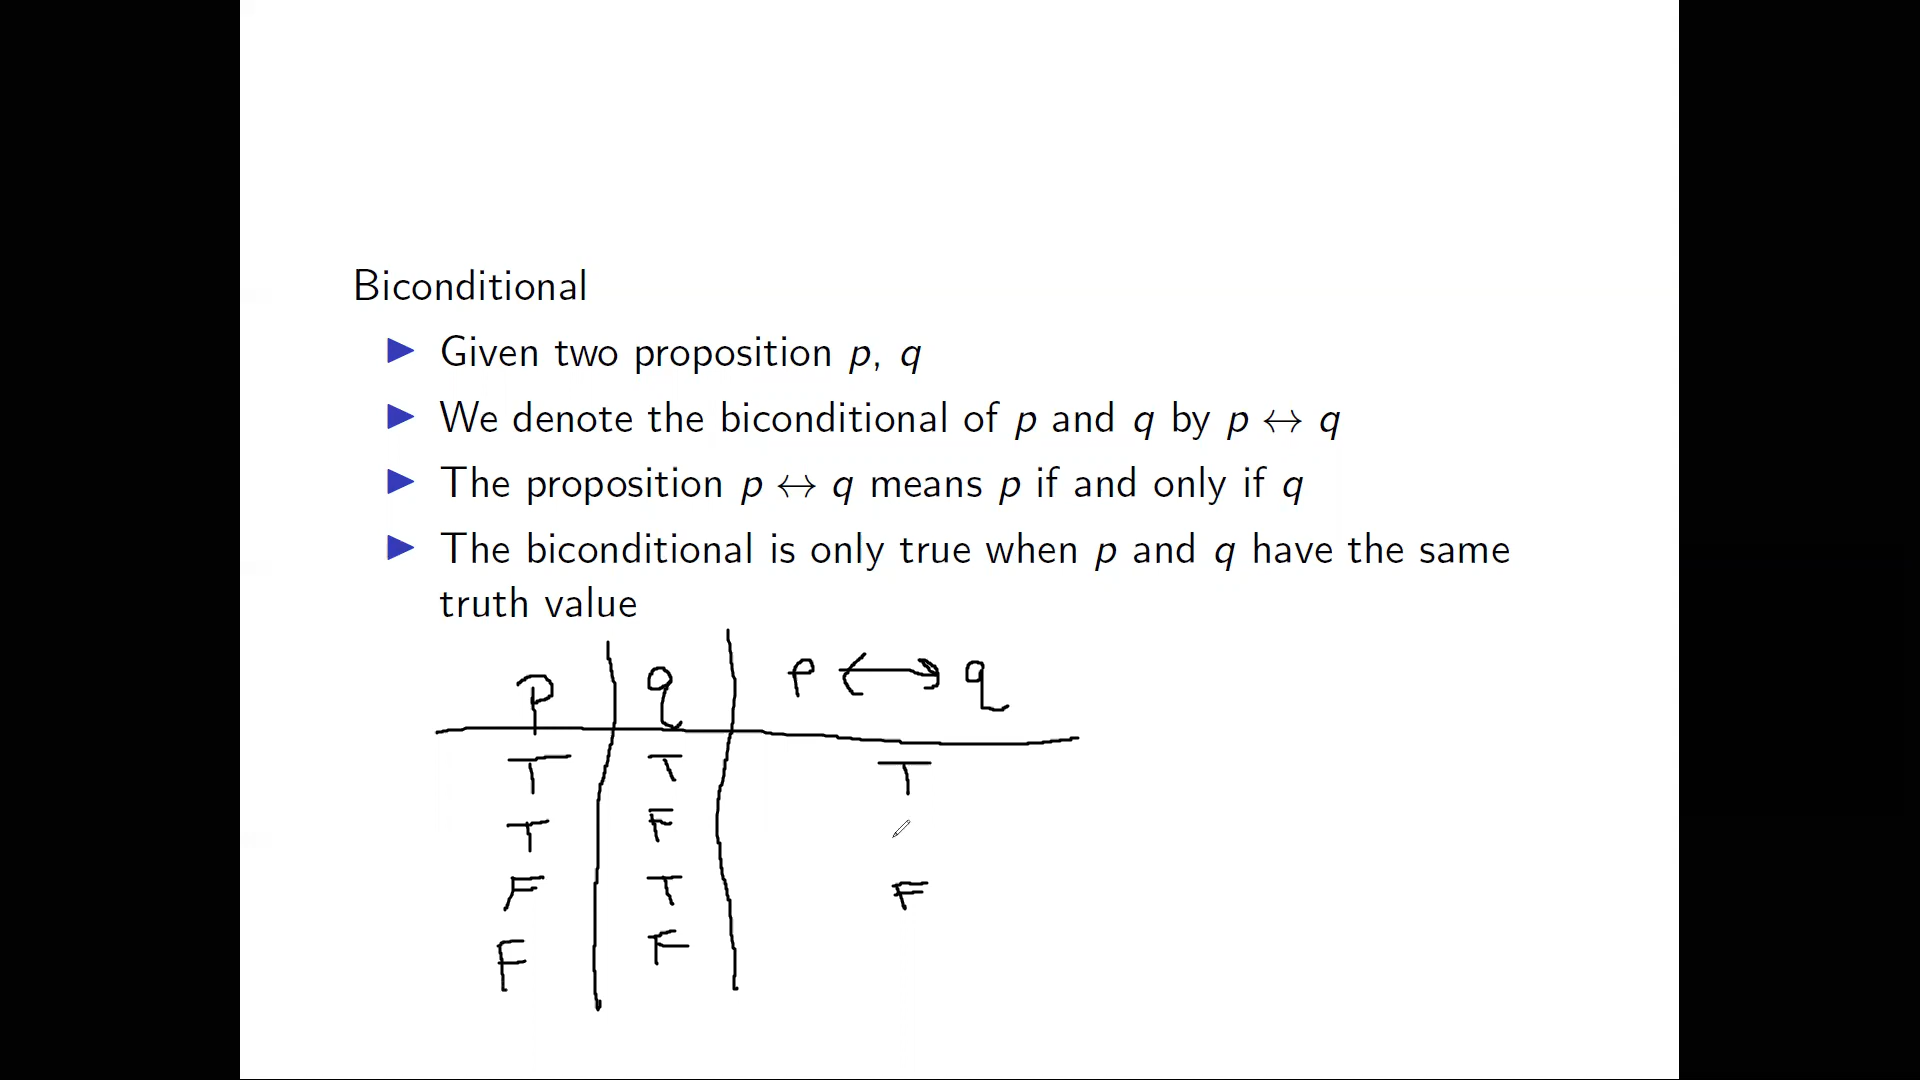 Biconditional
▶ Given two proposition p, q
▶ We denote the biconditional of p and q by p ↔ q
▶ The proposition p ↔ q means p if and only if q
▶ The biconditional is only true when p and q have the same
truth value
p q p ↔ q
T T T
T F
F T F
F F